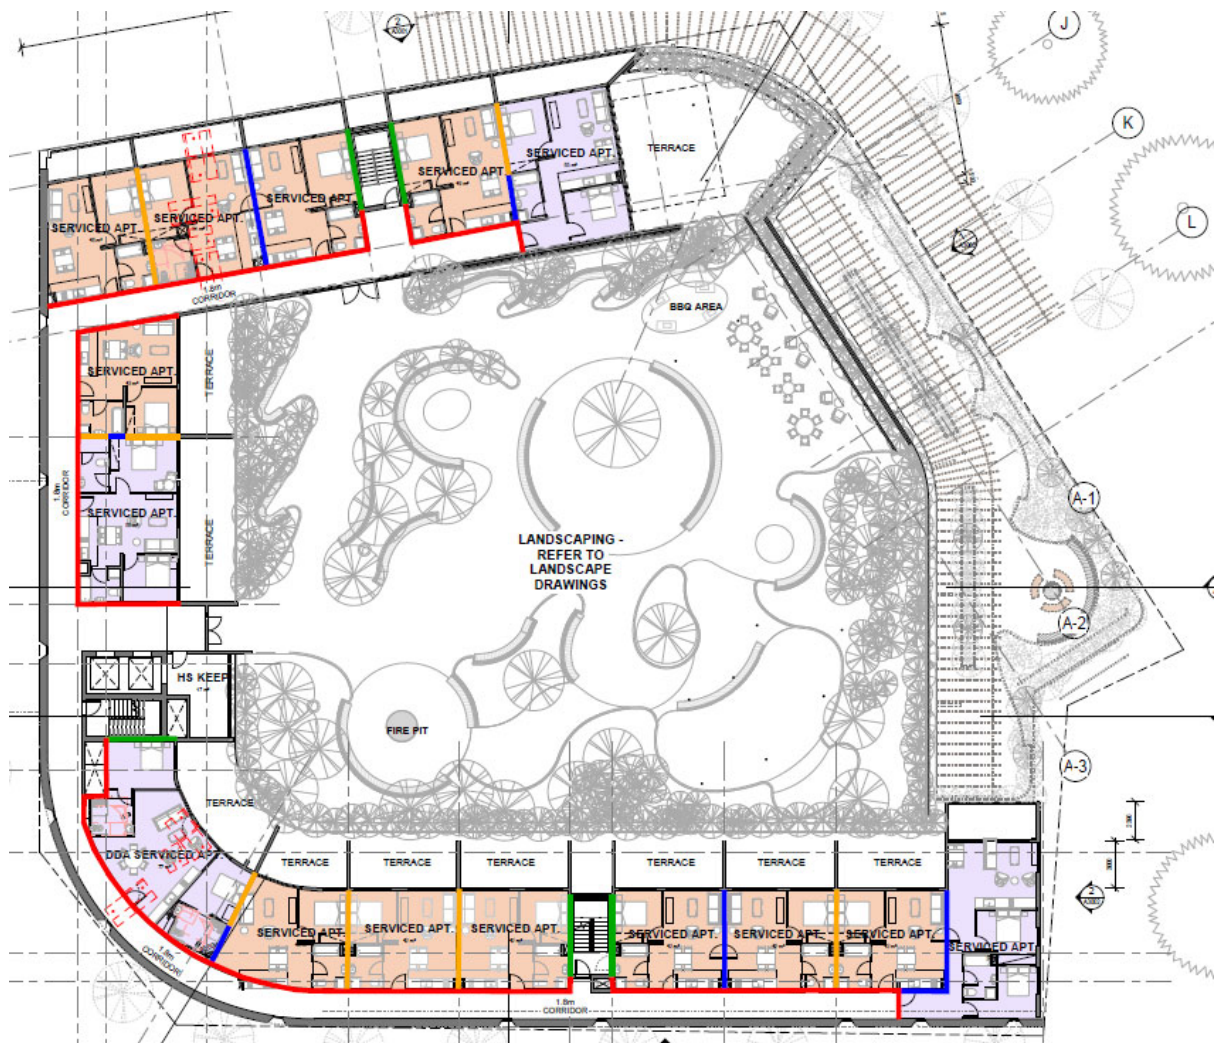 J
2
K
SERVICED APT.
TERRACE
SERVICED APT.
SERVICED APT.
SERVICED APT.
SERVICED APT.
L
1.8m
CORRIDOR
BBQ AREA
SERVICED APT.
TERRACE
A-1
1.8m
CORRIDOR
SERVICED APT.
TERRACE
LANDSCAPING -
REFER TO
LANDSCAPE
DRAWINGS
A-2
HS KEEP
FIRE PIT
A-3
TERRACE
DDA SERVICED APT.
TERRACE
TERRACE
TERRACE
TERRACE
TERRACE
TERRACE
2
SERVICED APT.
SERVICED APT.
SERVICED APT.
SERVICED APT.
SERVICED APT.
SERVICED APT.
SERVICED APT.
1.8m
CORRIDOR
1.8m
CORRIDOR